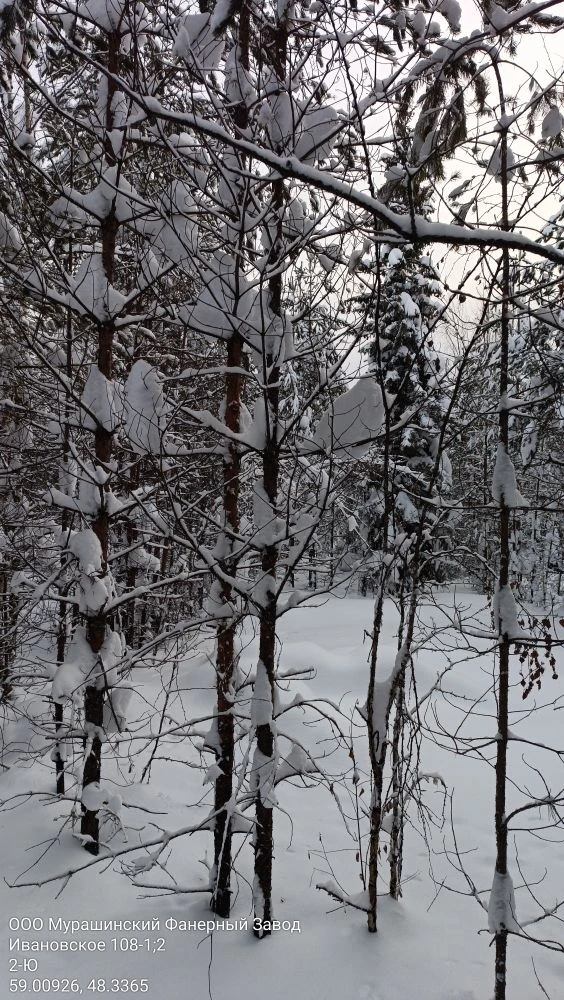 ООО Мурашинский Фанерный Завод
Ивановское 108-1;2
2-Ю
59.00926, 48.3365